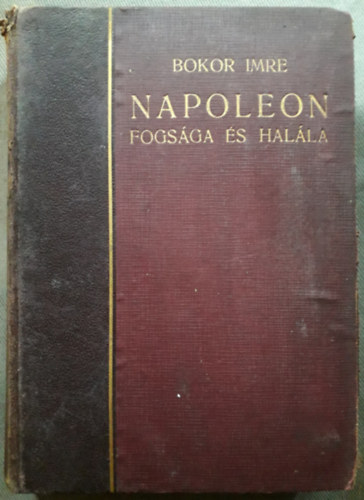 BOKOR IMRE
NAPOLEON
FOGSÁGA ÉS HALÁLA